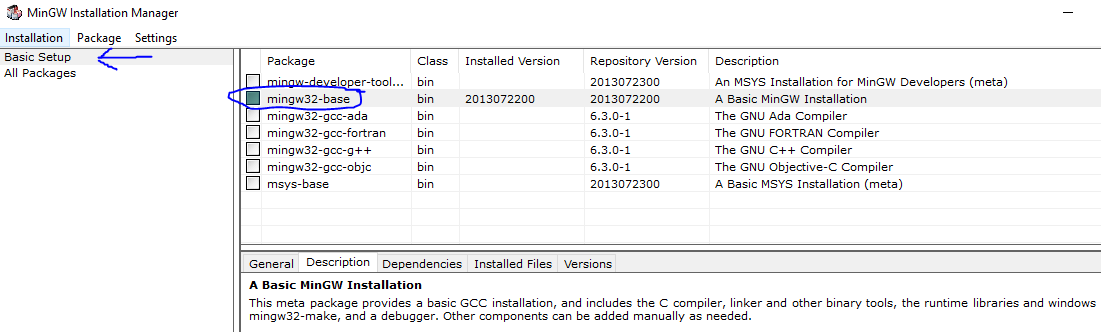 MinGW Installation Manager
Installation Package Settings
Basic Setup
All Packages
Package Class Installed Version Repository Version Description
mingw-developer-tool... bin 2013072300 An MSYS Installation for MinGW Developers (meta)
mingw32-base bin 2013072200 2013072200 A Basic MinGW Installation
mingw32-gcc-ada bin 6.3.0-1 The GNU Ada Compiler
mingw32-gcc-fortran bin 6.3.0-1 The GNU FORTRAN Compiler
mingw32-gcc-g++ bin 6.3.0-1 The GNU C++ Compiler
mingw32-gcc-objc bin 6.3.0-1 The GNU Objective-C Compiler
msys-base bin 2013072300 A Basic MSYS Installation (meta)
General Description Dependencies Installed Files Versions
A Basic MinGW Installation
This meta package provides a basic GCC installation, and includes the C compiler, linker and other binary tools, the runtime libraries and windows
mingw32-make, and a debugger. Other components can be added manually as needed.